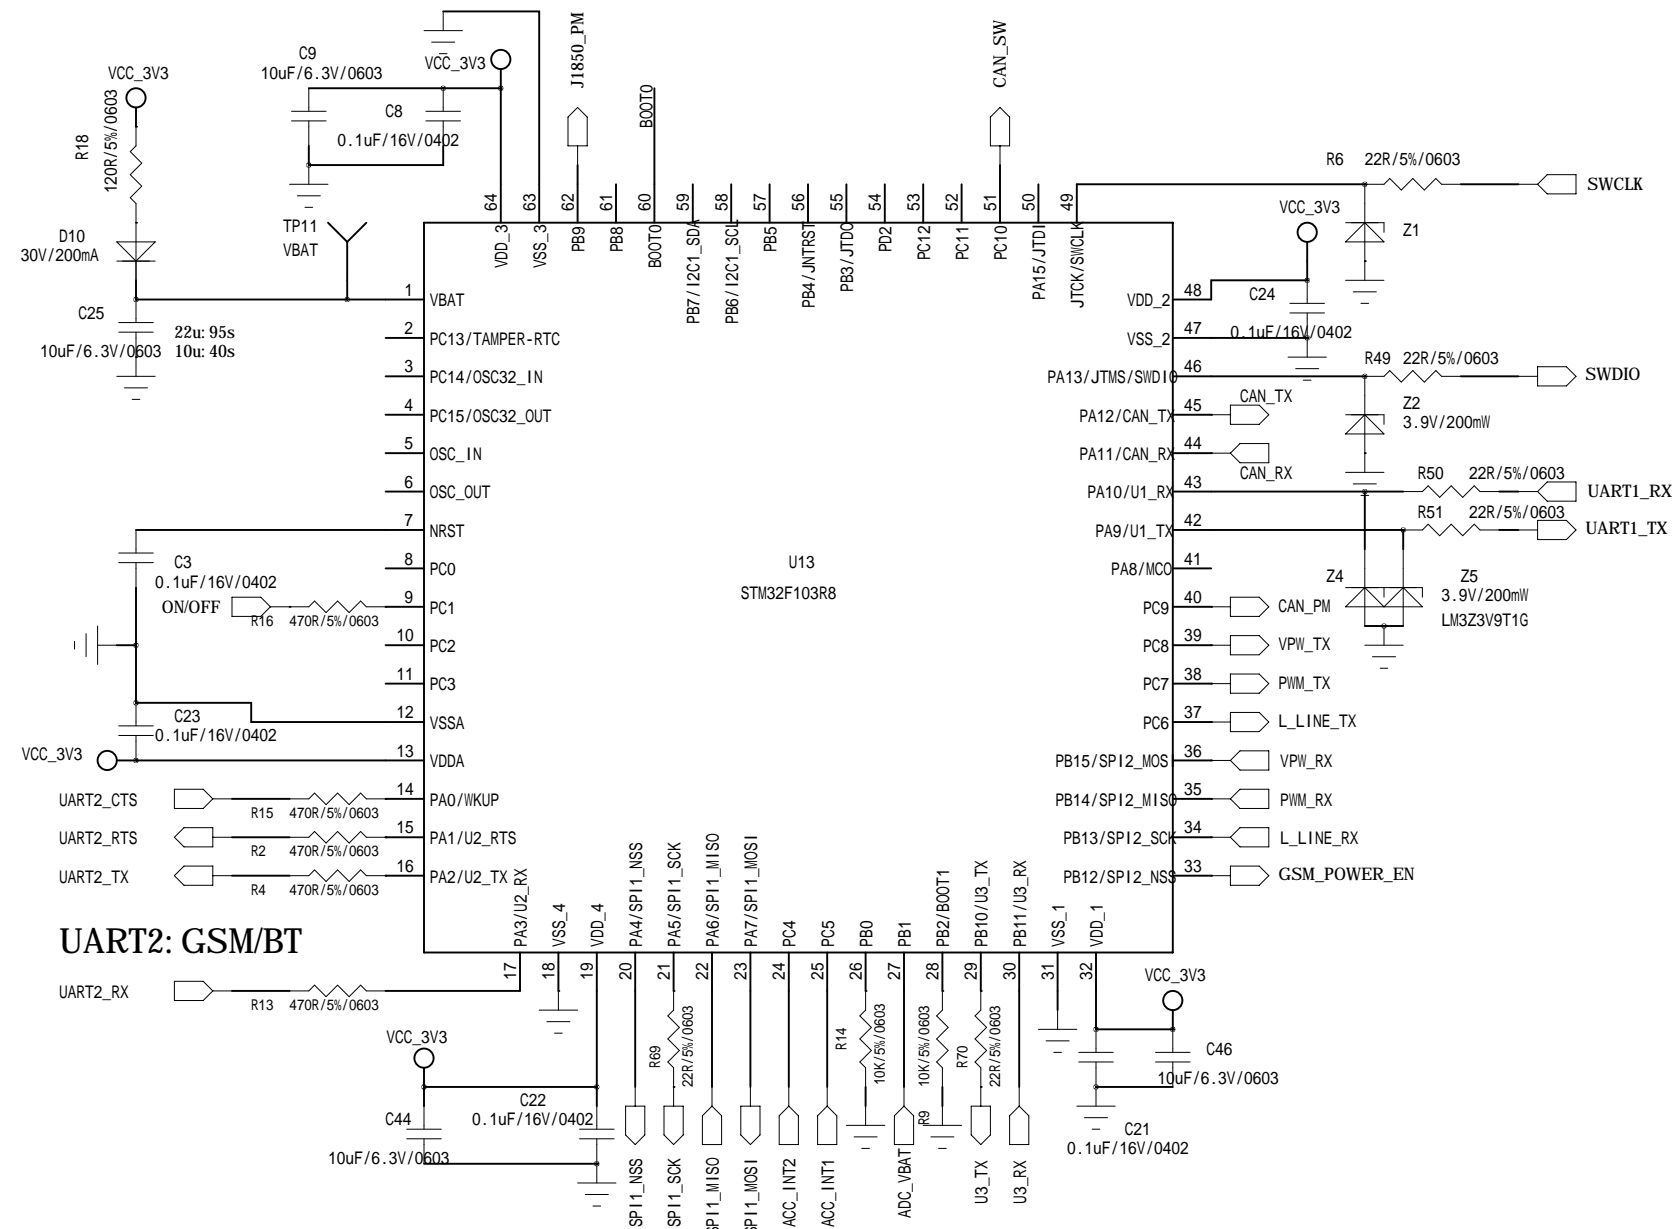 J1850_PM
CAN_SW
C9
10uF/6.3V/0603
VCC_3V3
C8
0.1uF/16V/0402
VCC_3V3
R18
120R/5%/0603
BOOT0
R6 22R/5%/0603
SWCLK
VCC_3V3
Z1
D10
30V/200mA
TP11
VBAT
64
63
62
61
60
59
58
57
56
55
54
53
52
51
50
49
VDD_3
VSS_3
PB9
PB8
BOOT0
PB7/I2C1_SDA
PB6/I2C1_SCL
PB5
PB4/JNTRST
PB3/JTDO
PD2
PC12
PC11
PC10
PA15/JTDI
JTCK/SWCLK
C25
10uF/6.3V/0603
22u: 95s
10u: 40s
1 VBAT
2 PC13/TAMPER-RTC
3 PC14/OSC32_IN
4 PC15/OSC32_OUT
5 OSC_IN
6 OSC_OUT
7 NRST
8 PC0
9 PC1
10 PC2
11 PC3
12 VSSA
13 VDDA
14 PA0/WKUP
15 PA1/U2_RTS
16 PA2/U2_TX
C3
0.1uF/16V/0402
ON/OFF
R16 470R/5%/0603
C23
0.1uF/16V/0402
VCC_3V3
UART2_CTS
R15 470R/5%/0603
UART2_RTS
R2 470R/5%/0603
UART2_TX
R4 470R/5%/0603
UART2: GSM/BT
UART2_RX
R13 470R/5%/0603
U13
STM32F103R8
VDD_2 48
VSS_2 47
PA13/JTMS/SWDIO 46
PA12/CAN_TX 45
PA11/CAN_RX 44
PA10/U1_RX 43
PA9/U1_TX 42
PA8/MCO 41
PC9 40
PC8 39
PC7 38
PC6 37
PB15/SPI2_MOS 36
PB14/SPI2_MISO 35
PB13/SPI2_SCK 34
PB12/SPI2_NSS 33
C24
0.1uF/16V/0402
R49 22R/5%/0603
SWDIO
CAN_TX
Z2
3.9V/200mW
CAN_RX
R50 22R/5%/0603
UART1_RX
R51 22R/5%/0603
UART1_TX
Z4
Z5
3.9V/200mW
LM3Z3V9T1G
CAN_PM
VPW_TX
PWM_TX
L_LINE_TX
VPW_RX
PWM_RX
L_LINE_RX
GSM_POWER_EN
PA3/U2_RX
VSS_4
VDD_4
PA4/SPI1_NSS
PA5/SPI1_SCK
PA6/SPI1_MISO
PA7/SPI1_MOSI
PC4
PC5
PB0
PB1
PB2/BOOT1
PB10/U3_TX
PB11/U3_RX
VSS_1
VDD_1
17
18
19
20
21
22
23
24
25
26
27
28
29
30
31
32
VCC_3V3
C44
10uF/6.3V/0603
C22
0.1uF/16V/0402
R69
22R/5%/0603
R14
10K/5%/0603
R9
10K/5%/0603
R70
22R/5%/0603
VCC_3V3
C46
10uF/6.3V/0603
C21
0.1uF/16V/0402
SPI1_NSS
SPI1_SCK
SPI1_MISO
SPI1_MOSI
ACC_INT2
ACC_INT1
ADC_VBAT
U3_TX
U3_RX